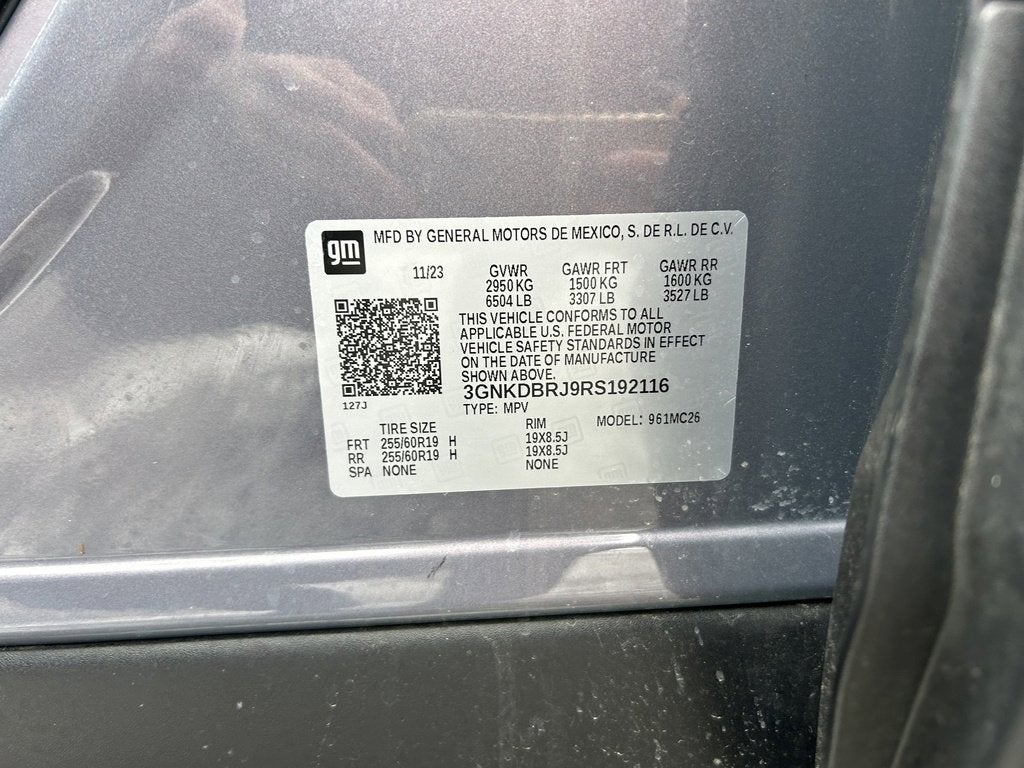 gm
MFD BY GENERAL MOTORS DE MEXICO, S. DE R.L. DE C.V.
11/23 GVWR GAWR FRT GAWR RR
2950 KG 1500 KG 1600 KG
6504 LB 3307 LB 3527 LB
THIS VEHICLE CONFORMS TO ALL
APPLICABLE U.S. FEDERAL MOTOR
VEHICLE SAFETY STANDARDS IN EFFECT
ON THE DATE OF MANUFACTURE
SHOWN ABOVE.
3GNKDBRJ9RS192116
127J
TYPE: MPV
MODEL: 961MC26
TIRE SIZE RIM
FRT 255/60R19 H 19X8.5J
RR 255/60R19 H 19X8.5J
SPA NONE NONE